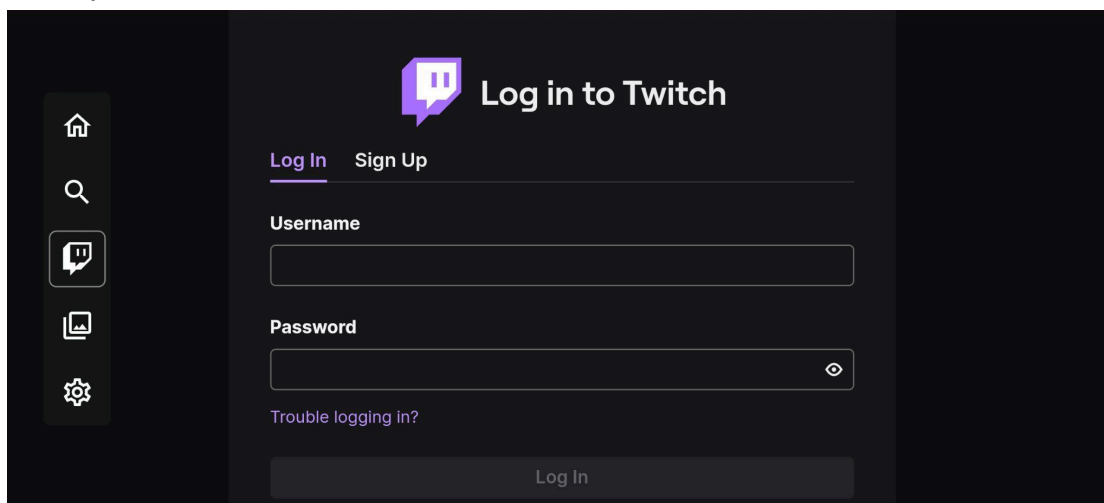 Log in to Twitch
Log In Sign Up
Username
Password
Trouble logging in?
Log In